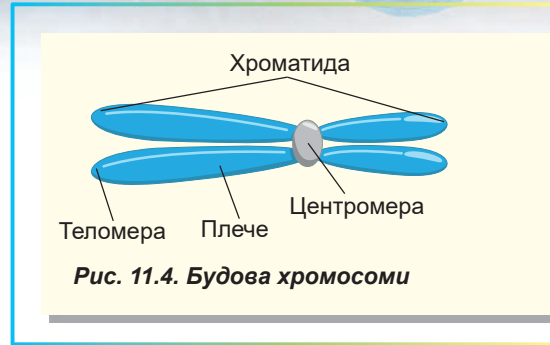 Хроматида
Центромера
Теломера
Плече
Рис. 11.4. Будова хромосоми